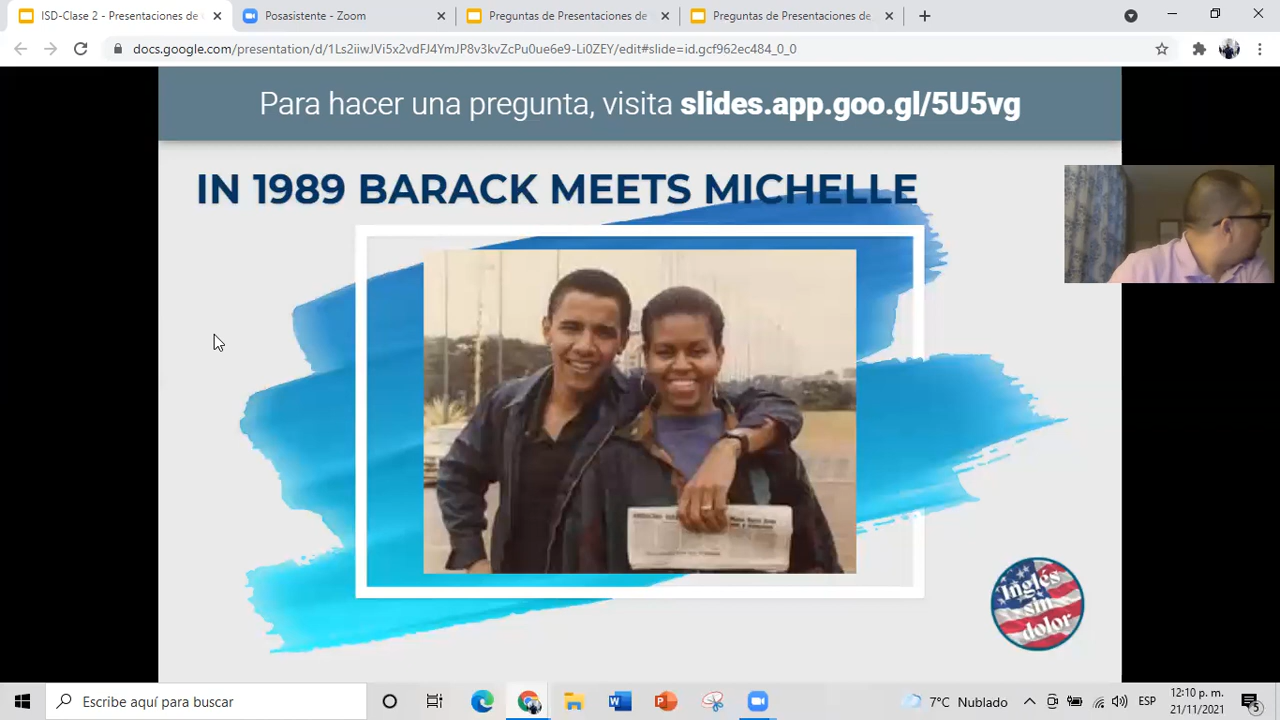 ISD-Clase 2 - Presentaciones de
Posasistente - Zoom
Preguntas de Presentaciones de
Preguntas de Presentaciones de
docs.google.com/presentation/d/1Ls2iiwJVi5x2vdFJ4YmJP8v3kvZcPu0ue6e9-Li0ZEY/edit#slide=id.gcf962ec484_0_0
Para hacer una pregunta, visita slides.app.goo.gl/5U5vg
IN 1989 BARACK MEETS MICHELLE
Inglés
sin
dolor
Escribe aquí para buscar
7°C Nublado
ESP
12:10 p. m.
21/11/2021
5